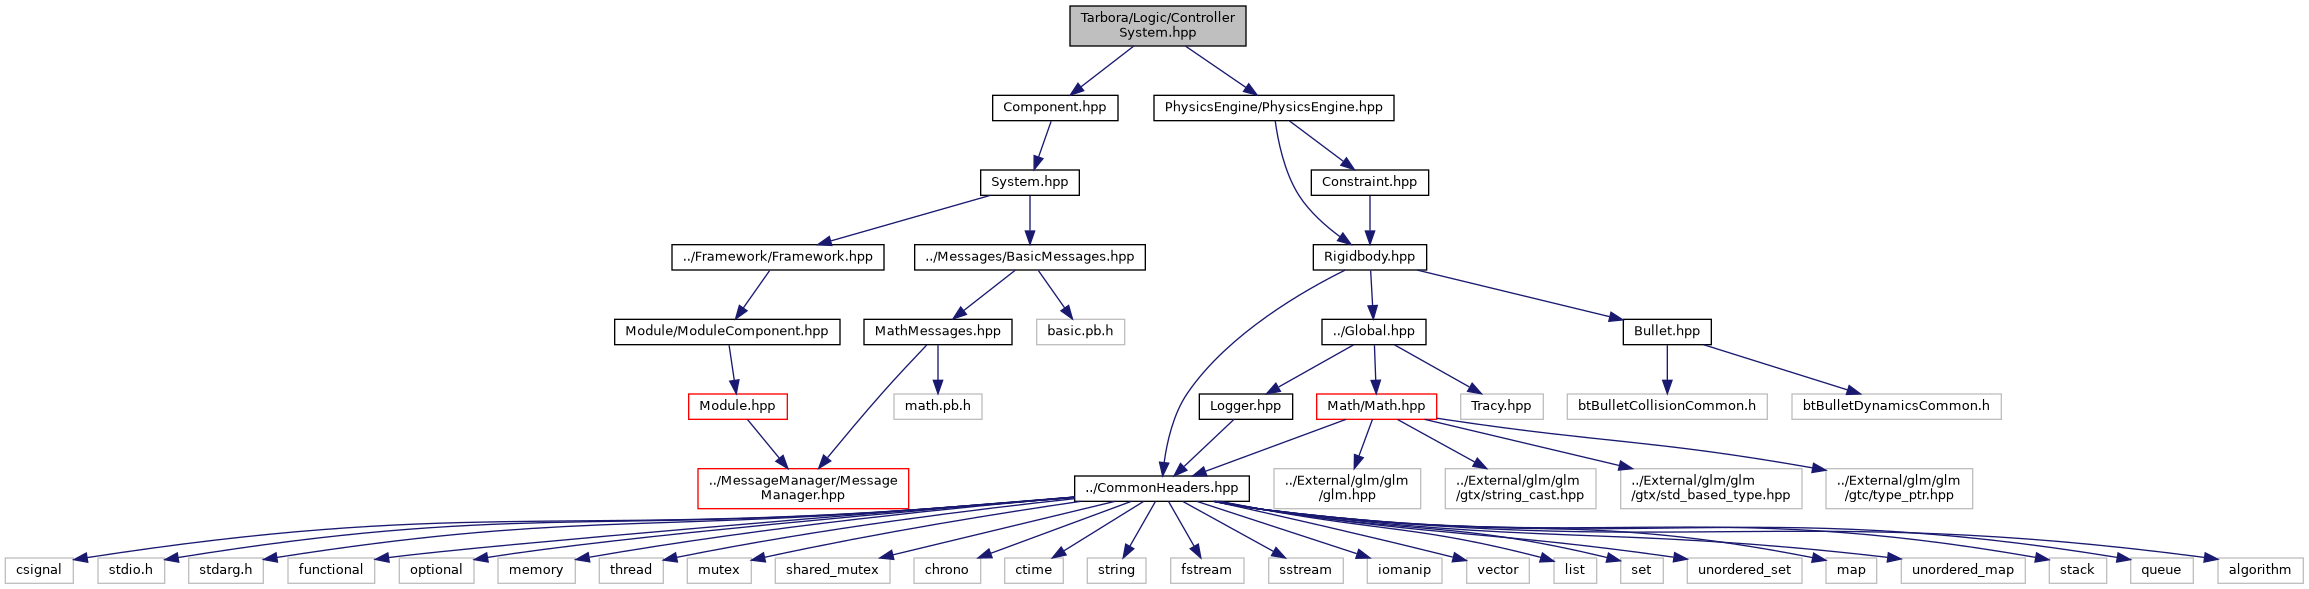 Tarbora/Logic/Controller
System.hpp
Component.hpp
PhysicsEngine/PhysicsEngine.hpp
System.hpp
Constraint.hpp
../Framework/Framework.hpp
../Messages/BasicMessages.hpp
Rigidbody.hpp
Module/ModuleComponent.hpp
MathMessages.hpp
basic.pb.h
../Global.hpp
Bullet.hpp
Module.hpp
math.pb.h
Logger.hpp
Math/Math.hpp
Tracy.hpp
btBulletCollisionCommon.h
btBulletDynamicsCommon.h
../MessageManager/Message
Manager.hpp
../CommonHeaders.hpp
../External/glm/glm
/glm.hpp
../External/glm/glm
/gtx/string_cast.hpp
../External/glm/glm
/gtx/std_based_type.hpp
../External/glm/glm
/gtc/type_ptr.hpp
csignal
stdio.h
stdarg.h
functional
optional
memory
thread
mutex
shared_mutex
chrono
ctime
string
fstream
sstream
iomanip
vector
list
set
unordered_set
map
unordered_map
stack
queue
algorithm